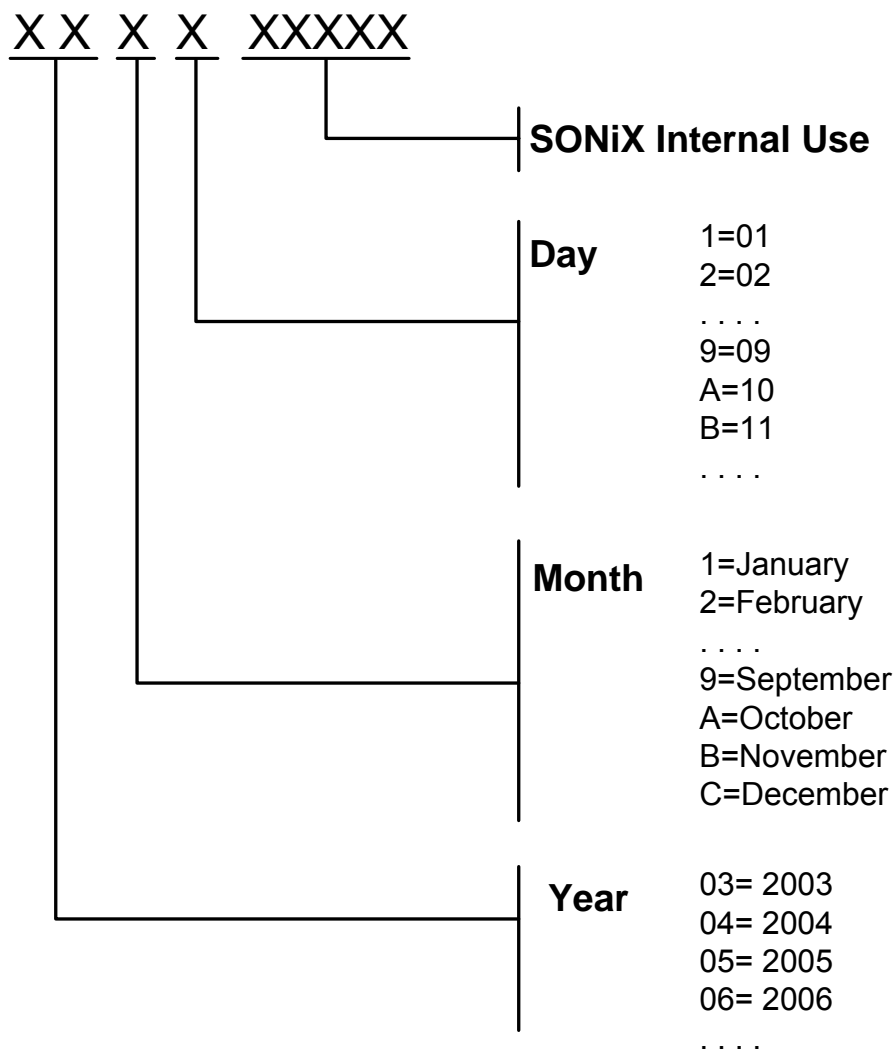 X X X X XXXXX
SONiX Internal Use
Day
1=01
2=02
. . . .
9=09
A=10
B=11
. . . .
Month
1=January
2=February
. . . .
9=September
A=October
B=November
C=December
Year
03= 2003
04= 2004
05= 2005
06= 2006
. . . .